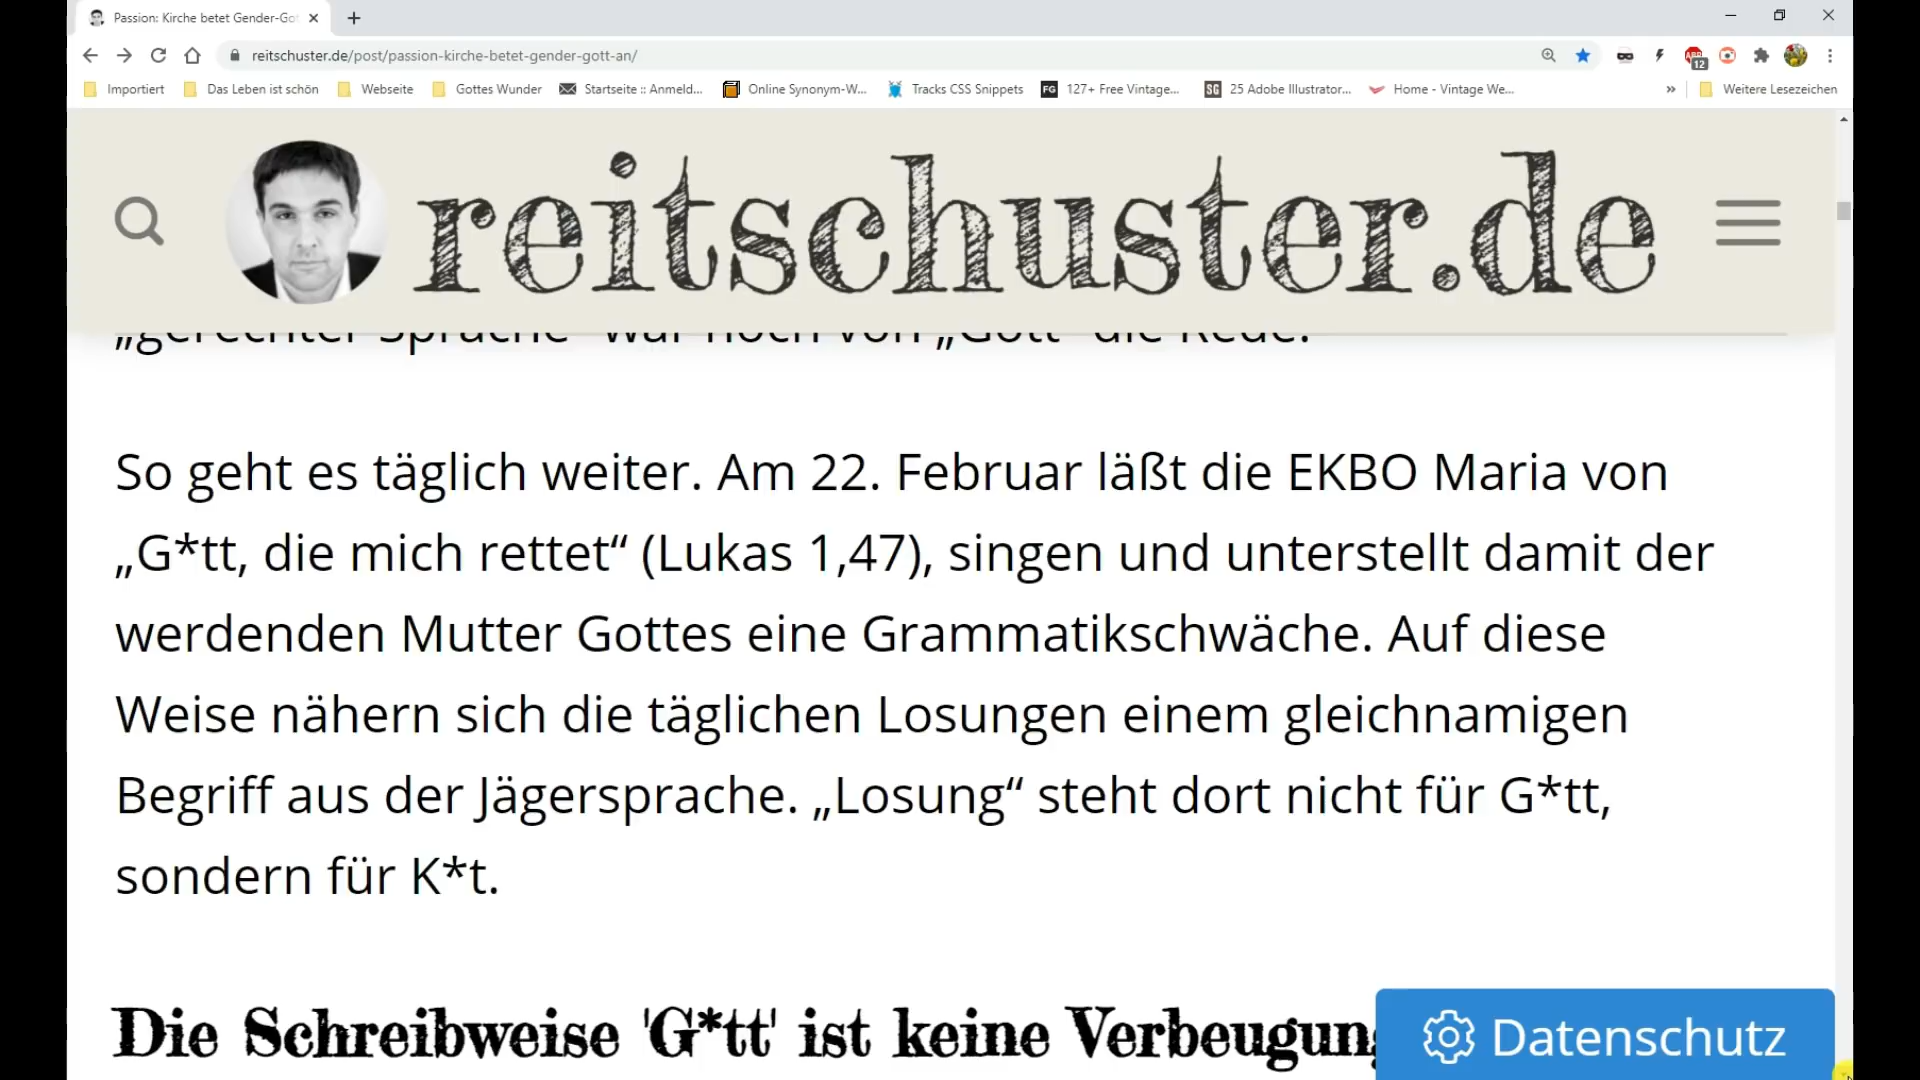 Passion: Kirche betet Gender-Go
reitschuster.de/post/passion-kirche-betet-gender-gott-an/
12
Importiert Das Leben ist schön Webseite Gottes Wunder Startseite :: Anmeld... Online Synonym-W... Tracks CSS Snippets FG 127+ Free Vintage... SG 25 Adobe Illustrator... Home - Vintage We... » Weitere Lesezeichen
reitschuster.de
„gerechter Sprache“ war noch von „Gott“ die Rede.
So geht es täglich weiter. Am 22. Februar läßt die EKBO Maria von
„G*tt, die mich rettet“ (Lukas 1,47), singen und unterstellt damit der
werdenden Mutter Gottes eine Grammatikschwäche. Auf diese
Weise nähern sich die täglichen Losungen einem gleichnamigen
Begriff aus der Jägersprache. „Losung“ steht dort nicht für G*tt,
sondern für K*t.
Die Schreibweise 'G*tt' ist keine Verbeugung
Datenschutz